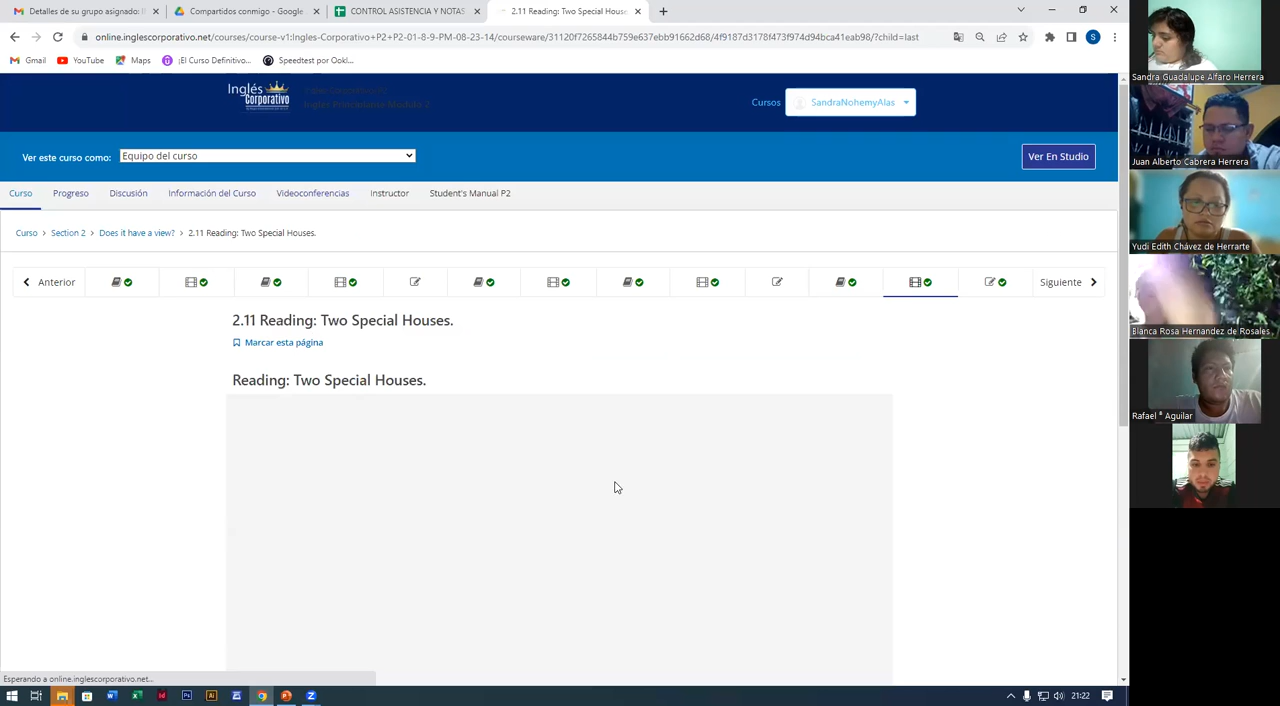 Detalles de su grupo asignado: I
Compartidos conmigo - Google
CONTROL ASISTENCIA Y NOTAS
2.11 Reading: Two Special House
online.inglescorporativo.net/courses/course-v1:Ingles-Corporativo+P2+P2-01-8-9-PM-08-23-14/courseware/31120f7265844b759e637ebb91662d68/4f9187d3178f473f974d94bca41eab98/?child=last
Gmail
YouTube
Maps
¡El Curso Definitivo...
Speedtest por Ookl...
Inglés
Corporativo
Inglés Principiante Módulo 2
Cursos
SandraNohemyAlas
Ver este curso como:
Equipo del curso
Ver En Studio
Curso
Progreso
Discusión
Información del Curso
Videoconferencias
Instructor
Student's Manual P2
Curso > Section 2 > Does it have a view? > 2.11 Reading: Two Special Houses.
Anterior
Siguiente
2.11 Reading: Two Special Houses.
Marcar esta página
Reading: Two Special Houses.
Esperando a online.inglescorporativo.net...
21:22
Sandra Guadalupe Alfaro Herrera
Juan Alberto Cabrera Herrera
Yudi Edith Chávez de Herrarte
Blanca Rosa Hernandez de Rosales
Rafael ª Aguilar